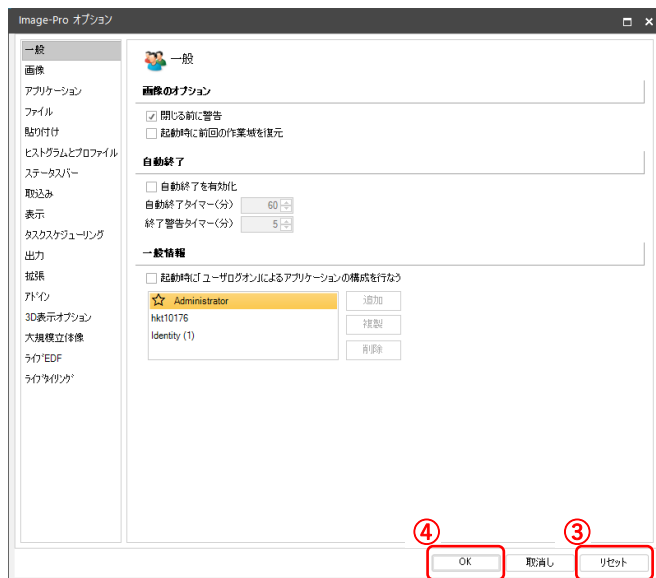 Image-Pro オプション
一般
画像
アプリケーション
ファイル
貼り付け
ヒストグラムとプロファイル
ステータスバー
取込み
表示
タスクスケジューリング
出力
拡張
アドイン
3D表示オプション
大規模立体像
ライブEDF
ライブタイリング
一般
画像のオプション
閉じる前に警告
起動時に前回の作業域を復元
自動終了
自動終了を有効化
自動終了タイマー(分) 60
終了警告タイマー(分) 5
一般情報
起動時に「ユーザログオン」によるアプリケーションの構成を行なう
Administrator
hkt10176
Identity (1)
追加
複製
削除
④ ③
OK 取消し リセット